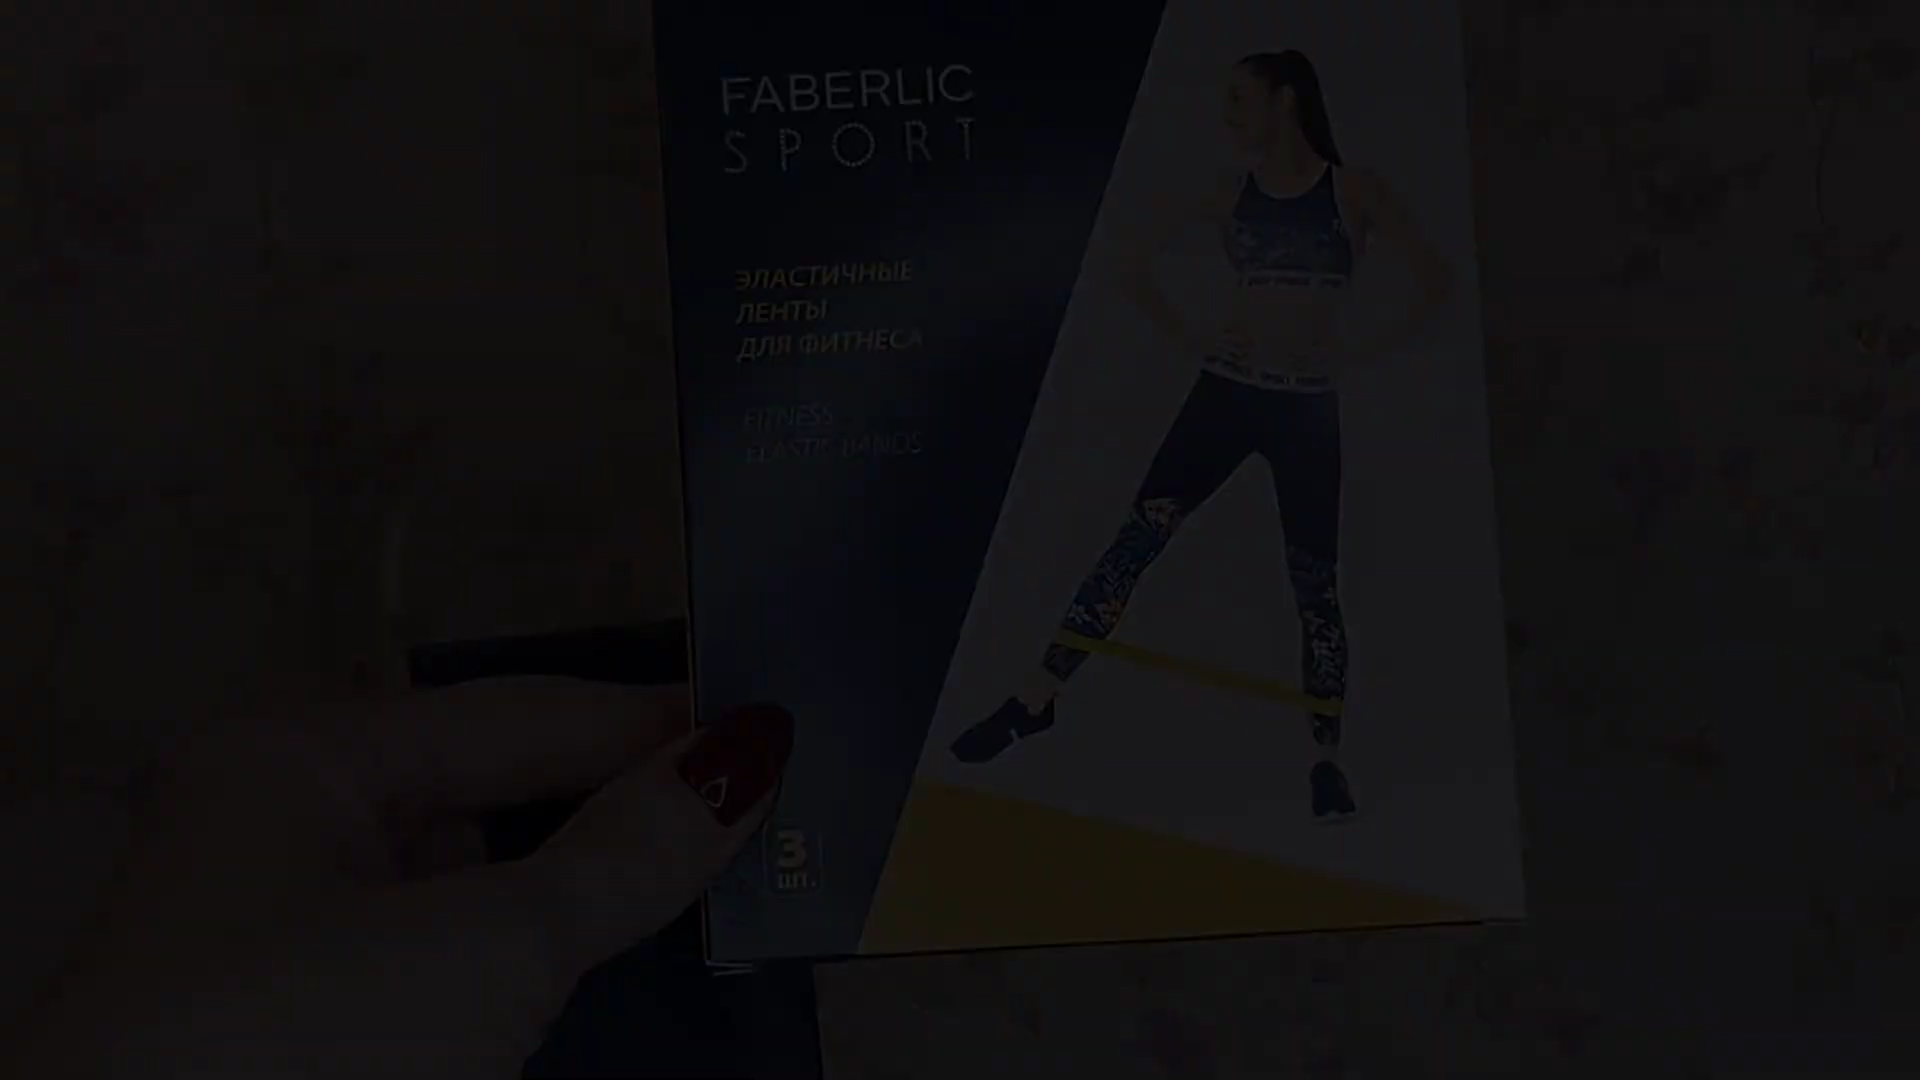 FABERLIC
SPORT
ЭЛАСТИЧНЫЕ
ЛЕНТЫ
ДЛЯ ФИТНЕСА
FITNESS
ELASTIC BANDS
3
шт.